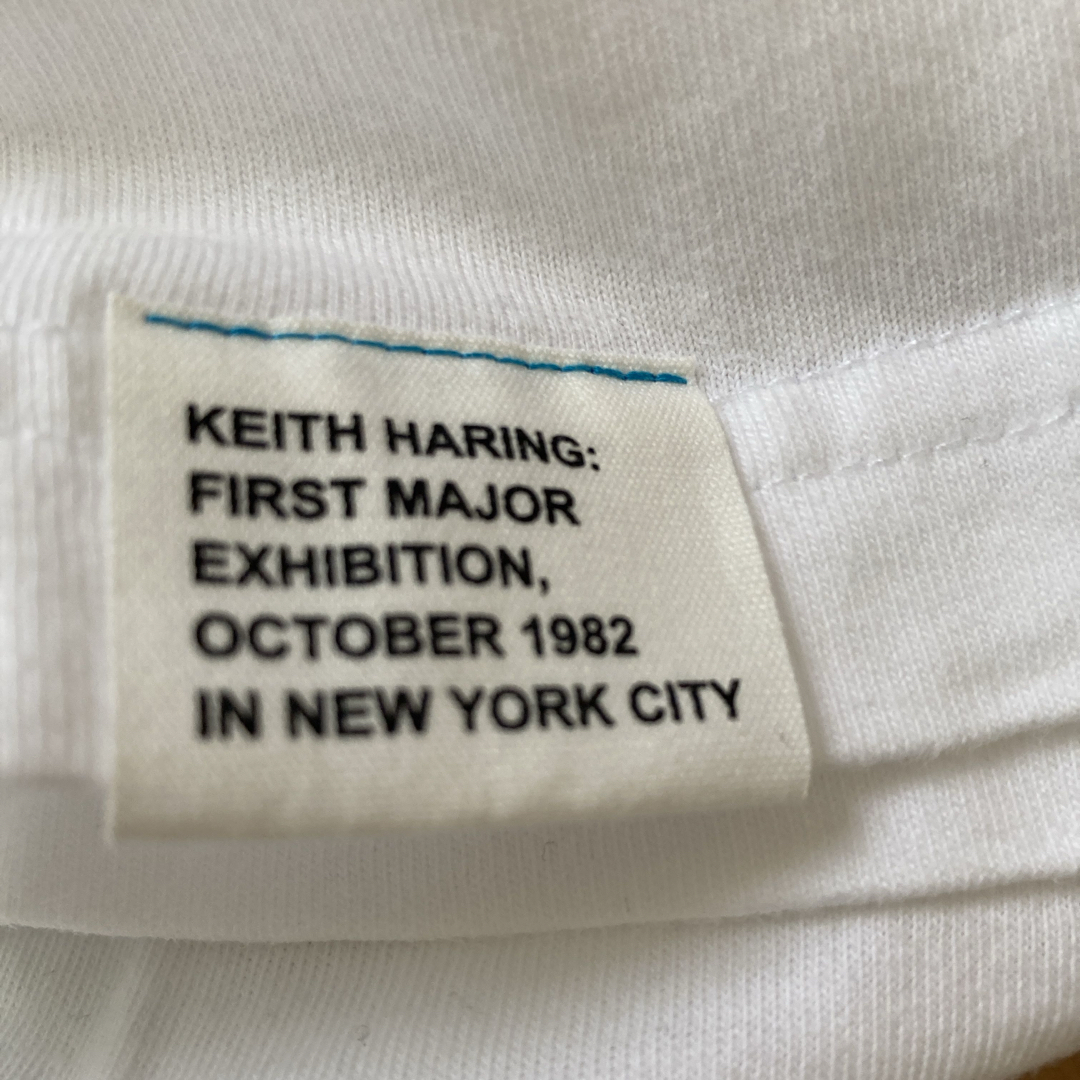 KEITH HARING:
FIRST MAJOR
EXHIBITION,
OCTOBER 1982
IN NEW YORK CITY